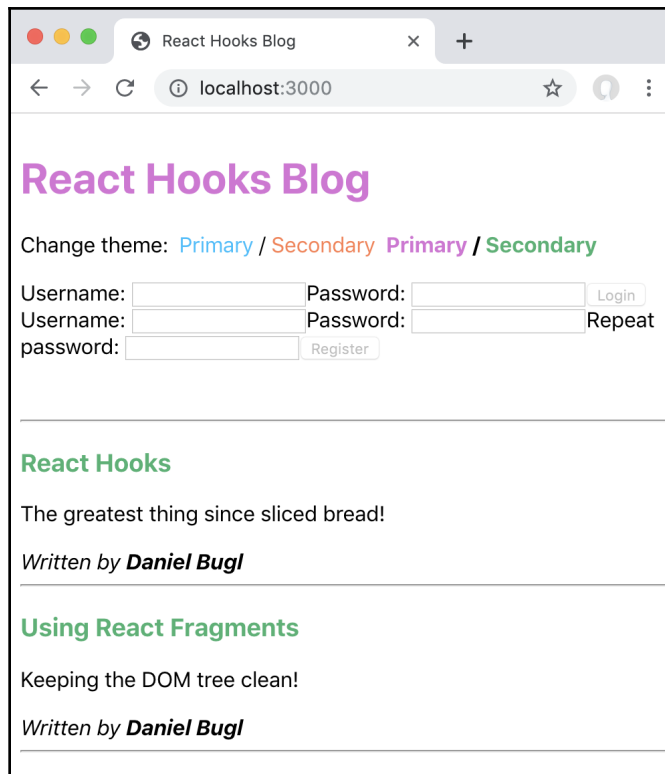 React Hooks Blog
localhost:3000
React Hooks Blog
Change theme: Primary / Secondary Primary / Secondary
Username: Password: Login
Username: Password: Repeat
password: Register
React Hooks
The greatest thing since sliced bread!
Written by Daniel Bugl
Using React Fragments
Keeping the DOM tree clean!
Written by Daniel Bugl